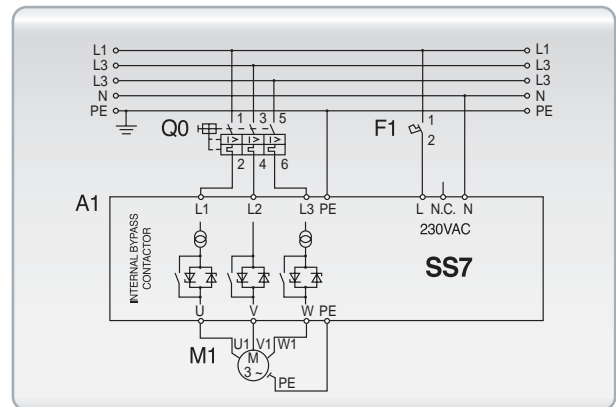 L1 L1
L3 L3
L3 L3
N N
PE PE
Q0 1 3 5 F1 1
I> I> I>
2 4 6 2
A1 L1 L2 L3 PE L N.C. N
230VAC
INTERNAL BYPASS
CONTACTOR
SS7
U V W PE
M1 U1 V1 W1
M
3 ~
PE